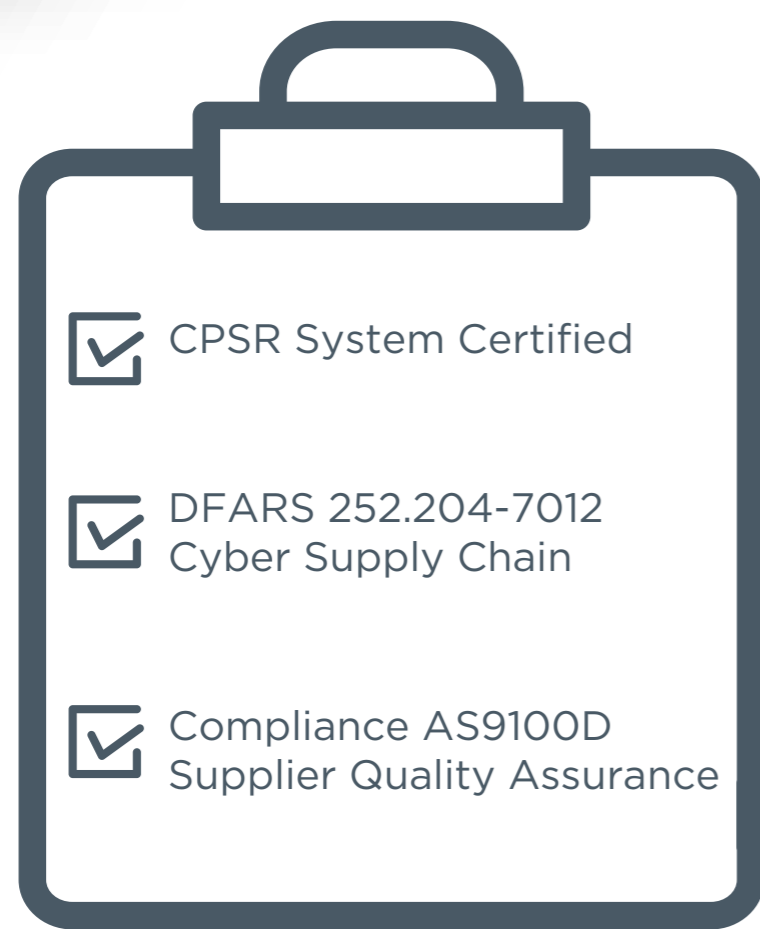 CPSR System Certified
DFARS 252.204-7012
Cyber Supply Chain
Compliance AS9100D
Supplier Quality Assurance